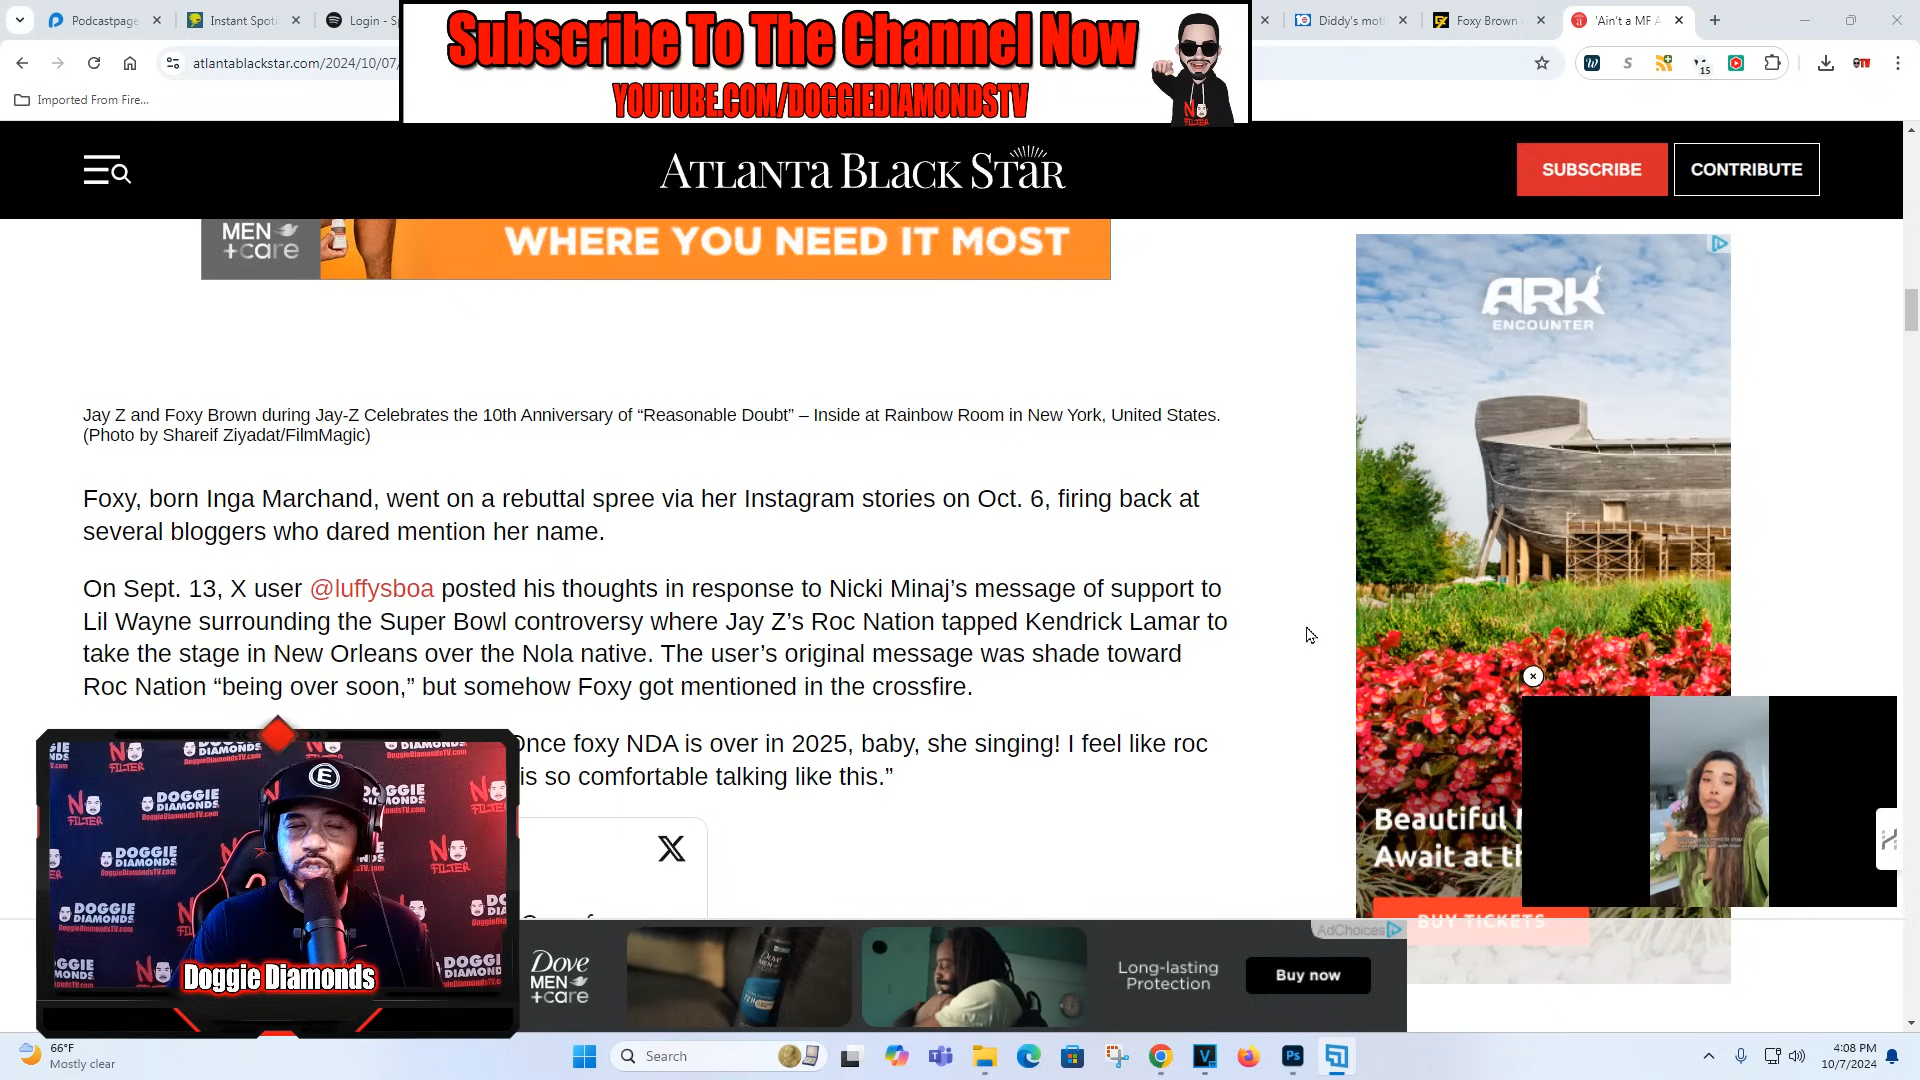 Podcastpage
Instant Spot
Login - S
Diddy's mot
Foxy Brown
'Ain't a MF A
Subscribe To The Channel Now
YOUTUBE.COM/DOGGIEDIAMONDSTV
atlantablackstar.com/2024/10/07/
15
Imported From Fire...
ATLANTA BLACK STAR
SUBSCRIBE
CONTRIBUTE
MEN
+care
WHERE YOU NEED IT MOST
ARK
ENCOUNTER
Jay Z and Foxy Brown during Jay-Z Celebrates the 10th Anniversary of “Reasonable Doubt” – Inside at Rainbow Room in New York, United States.
(Photo by Shareif Ziyadat/FilmMagic)
Foxy, born Inga Marchand, went on a rebuttal spree via her Instagram stories on Oct. 6, firing back at
several bloggers who dared mention her name.
On Sept. 13, X user @luffysboa posted his thoughts in response to Nicki Minaj’s message of support to
Lil Wayne surrounding the Super Bowl controversy where Jay Z’s Roc Nation tapped Kendrick Lamar to
take the stage in New Orleans over the Nola native. The user’s original message was shade toward
Roc Nation “being over soon,” but somehow Foxy got mentioned in the crossfire.
Once foxy NDA is over in 2025, baby, she singing! I feel like roc
is so comfortable talking like this.”
Beautiful
Await at th
BUY TICKETS
NO FILTER
DOGGIE DIAMONDS
DoggieDiamondsTV.com
Doggie Diamonds
Dove
MEN
+care
Long-lasting
Protection
Buy now
AdChoices
66°F
Mostly clear
Search
Ps
4:08 PM
10/7/2024